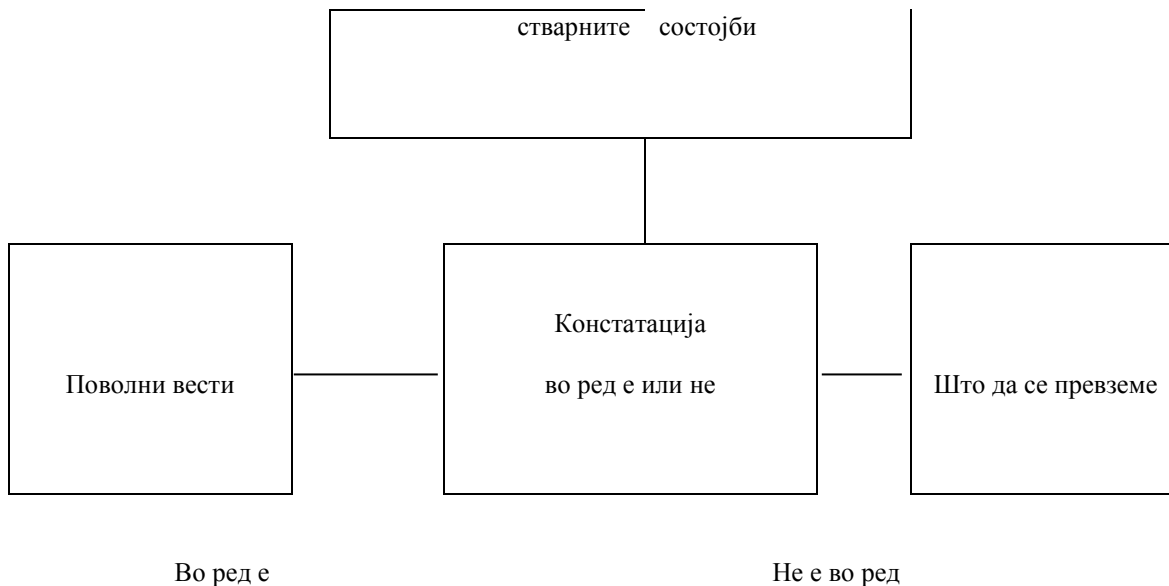 стварните состојби
Констатација
Поволни вести
во ред е или не
Што да се превземе
Во ред е
Не е во ред